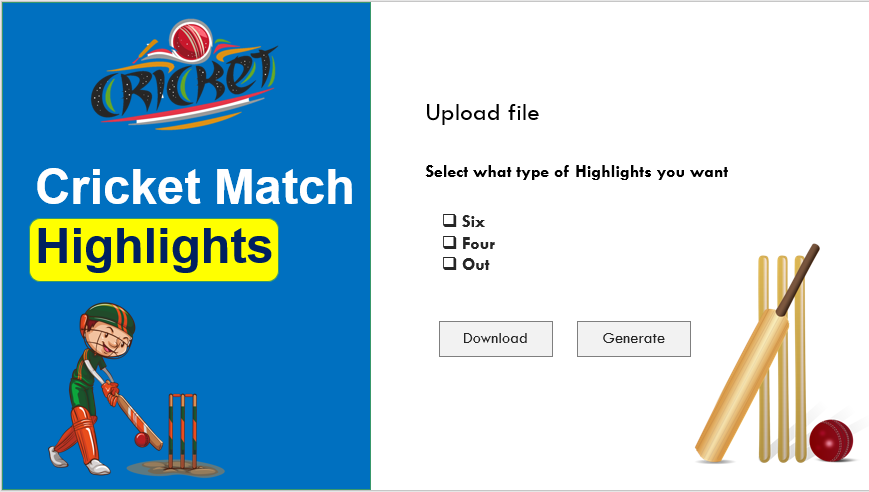 CRICKET
Cricket Match
Highlights
Upload file
Select what type of Highlights you want
❑ Six
❑ Four
❑ Out
Download
Generate